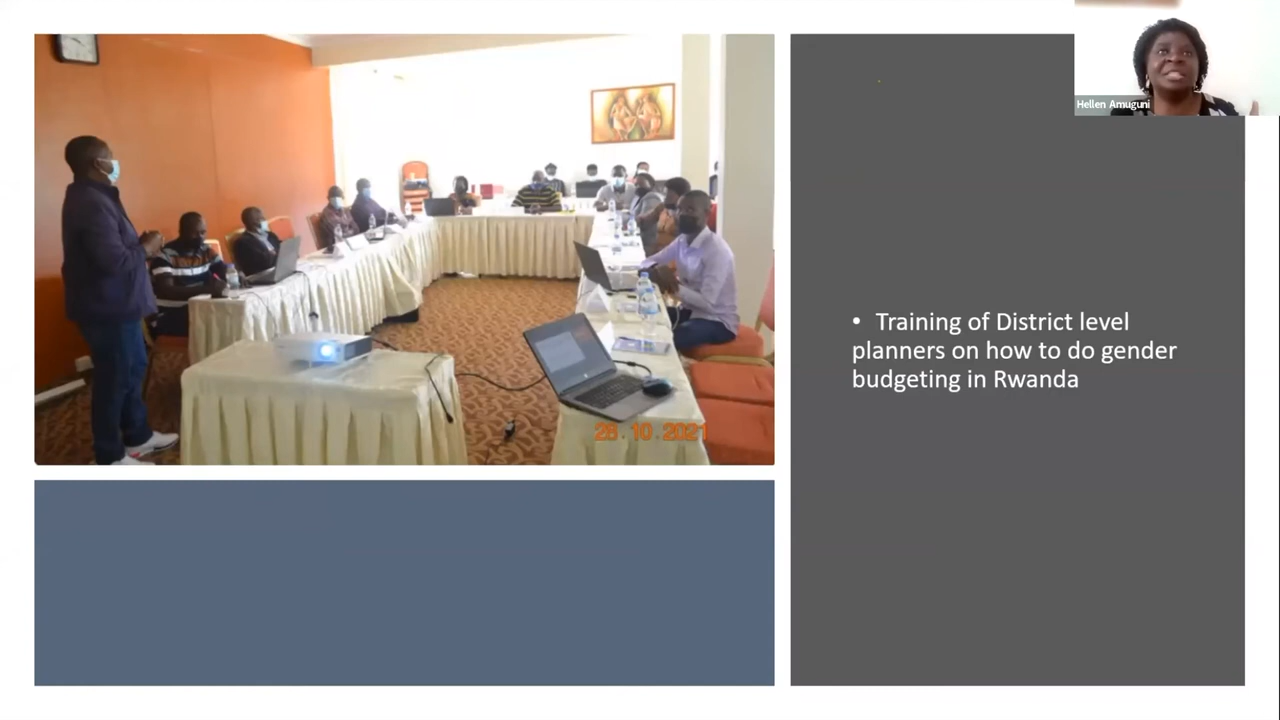 Hellen Amuguni
• Training of District level
planners on how to do gender
budgeting in Rwanda
28.10.2021